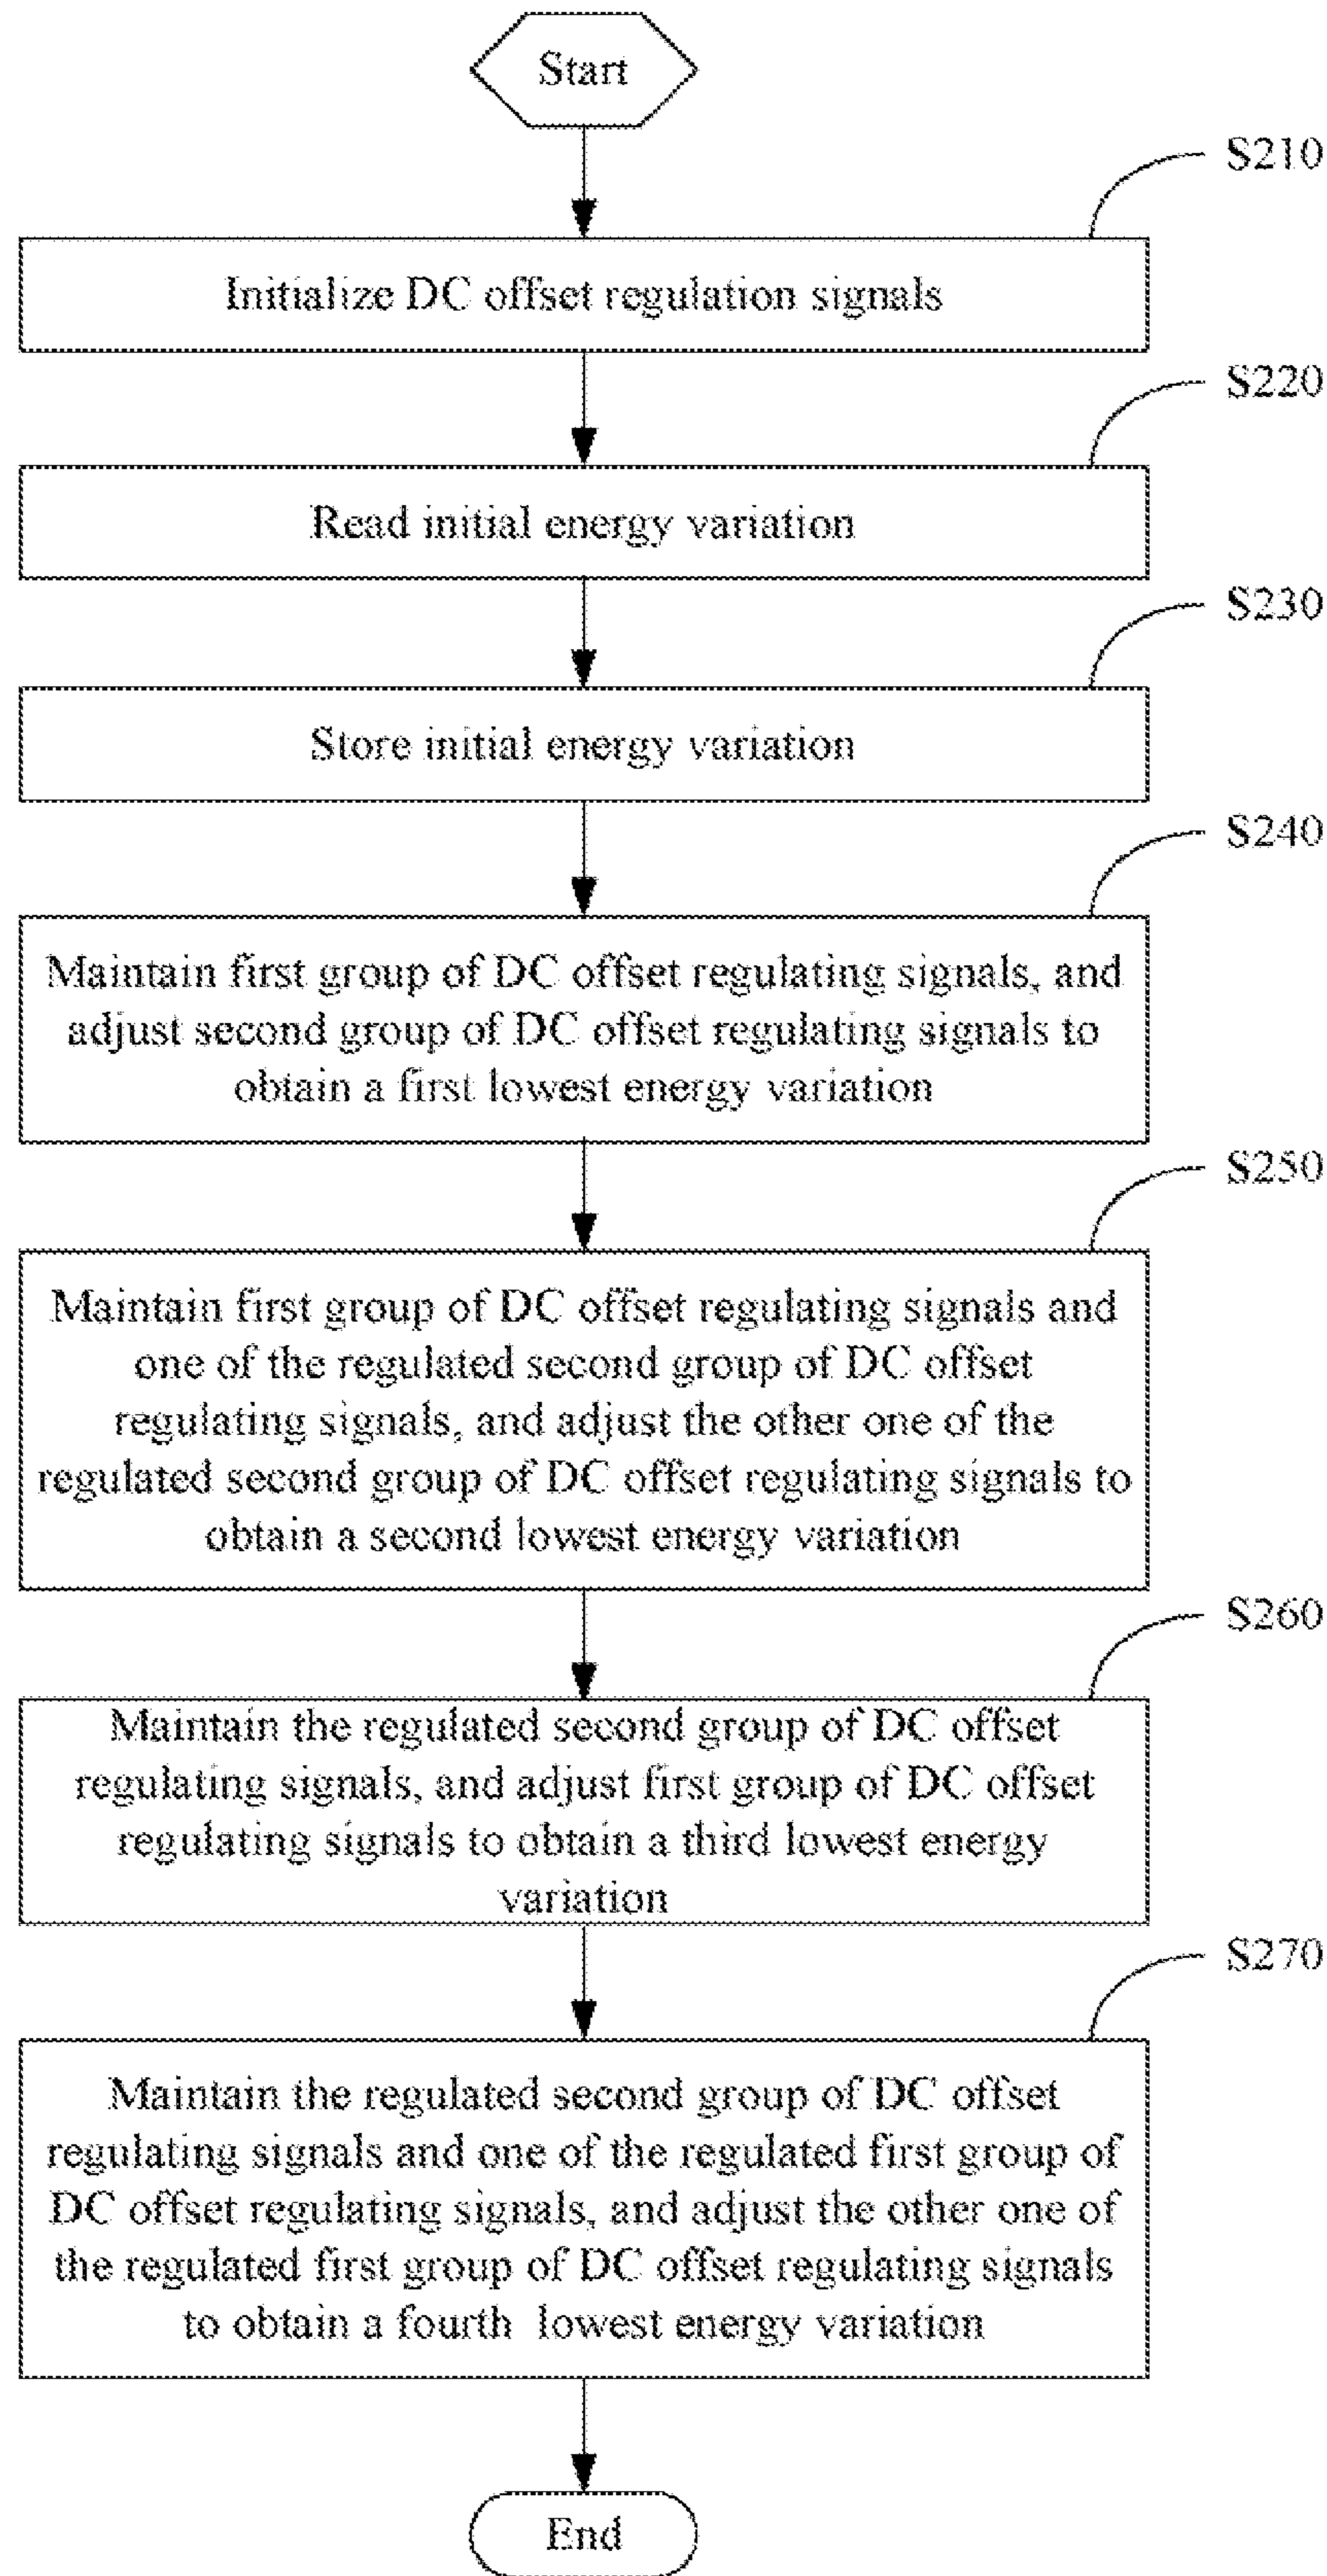 Start
S210
Initialize DC offset regulation signals
S220
Read initial energy variation
S230
Store initial energy variation
S240
Maintain first group of DC offset regulating signals, and
adjust second group of DC offset regulating signals to
obtain a first lowest energy variation
S250
Maintain first group of DC offset regulating signals and
one of the regulated second group of DC offset
regulating signals, and adjust the other one of the
regulated second group of DC offset regulating signals to
obtain a second lowest energy variation
S260
Maintain the regulated second group of DC offset
regulating signals, and adjust first group of DC offset
regulating signals to obtain a third lowest energy
variation
S270
Maintain the regulated second group of DC offset
regulating signals and one of the regulated first group of
DC offset regulating signals, and adjust the other one of
the regulated first group of DC offset regulating signals
to obtain a fourth lowest energy variation
End